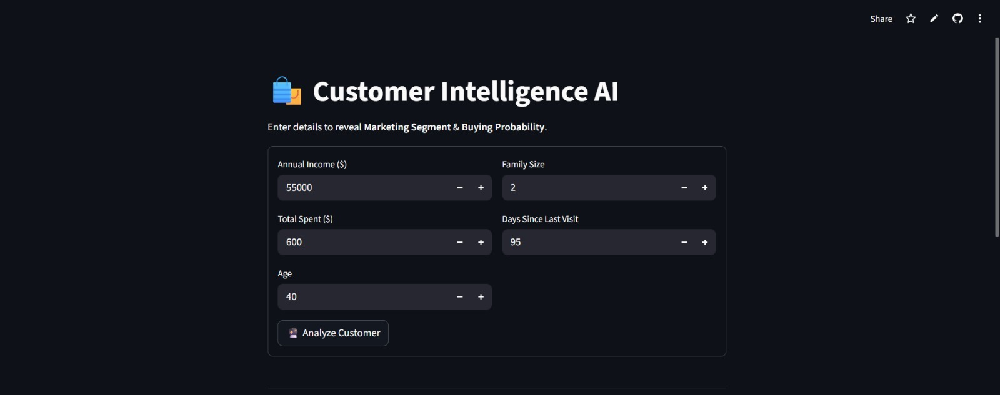 Share
Customer Intelligence AI
Enter details to reveal Marketing Segment & Buying Probability.
Annual Income ($)
Family Size
55000
2
Total Spent ($)
Days Since Last Visit
600
95
Age
40
Analyze Customer